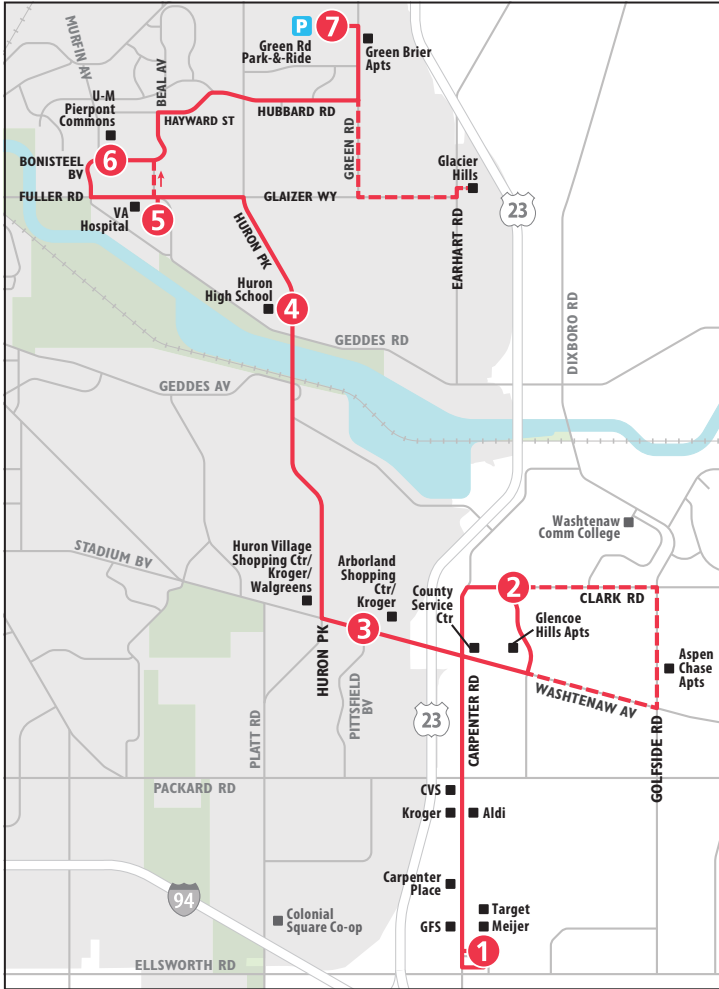 MURFIN AV
BEAL AV
P
7
Green Rd
Park-&-Ride
Green Brier
Apts
U-M
Pierpont
Commons
HAYWARD ST
HUBBARD RD
GREEN RD
6
BONISTEEL
BV
Glacier
Hills
FULLER RD
GLAIZER WY
VA
Hospital
5
23
EARHART RD
HURON PK
Huron
High School
4
GEDDES RD
DIXBORO RD
GEDDES AV
Washtenaw
Comm College
STADIUM BV
Huron Village
Shopping Ctr/
Kroger/
Walgreens
Arborland
Shopping
Ctr/
Kroger
County
Service
Ctr
2
CLARK RD
Glencoe
Hills Apts
3
HURON PK
PITTSFIELD
BV
CARPENTER RD
WASHTENAW AV
Aspen
Chase
Apts
23
PLATT RD
GOLFSIDE RD
PACKARD RD
CVS
Kroger
Aldi
Carpenter
Place
94
Colonial
Square Co-op
Target
GFS
Meijer
1
ELLSWORTH RD